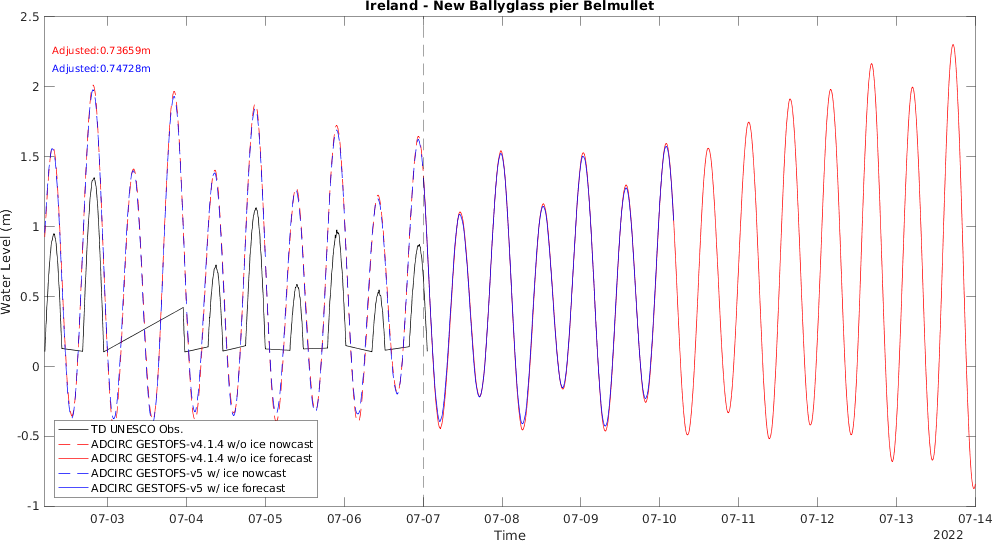 Ireland - New Ballyglass pier Belmullet
Adjusted:0.73659m
Adjusted:0.74728m
Water Level (m)
2.5
2
1.5
1
0.5
0
-0.5
-1
TD UNESCO Obs.
ADCIRC GESTOFS-v4.1.4 w/o ice nowcast
ADCIRC GESTOFS-v4.1.4 w/o ice forecast
ADCIRC GESTOFS-v5 w/ ice nowcast
ADCIRC GESTOFS-v5 w/ ice forecast
07-03 07-04 07-05 07-06 07-07 07-08 07-09 07-10 07-11 07-12 07-13 07-14
Time
2022